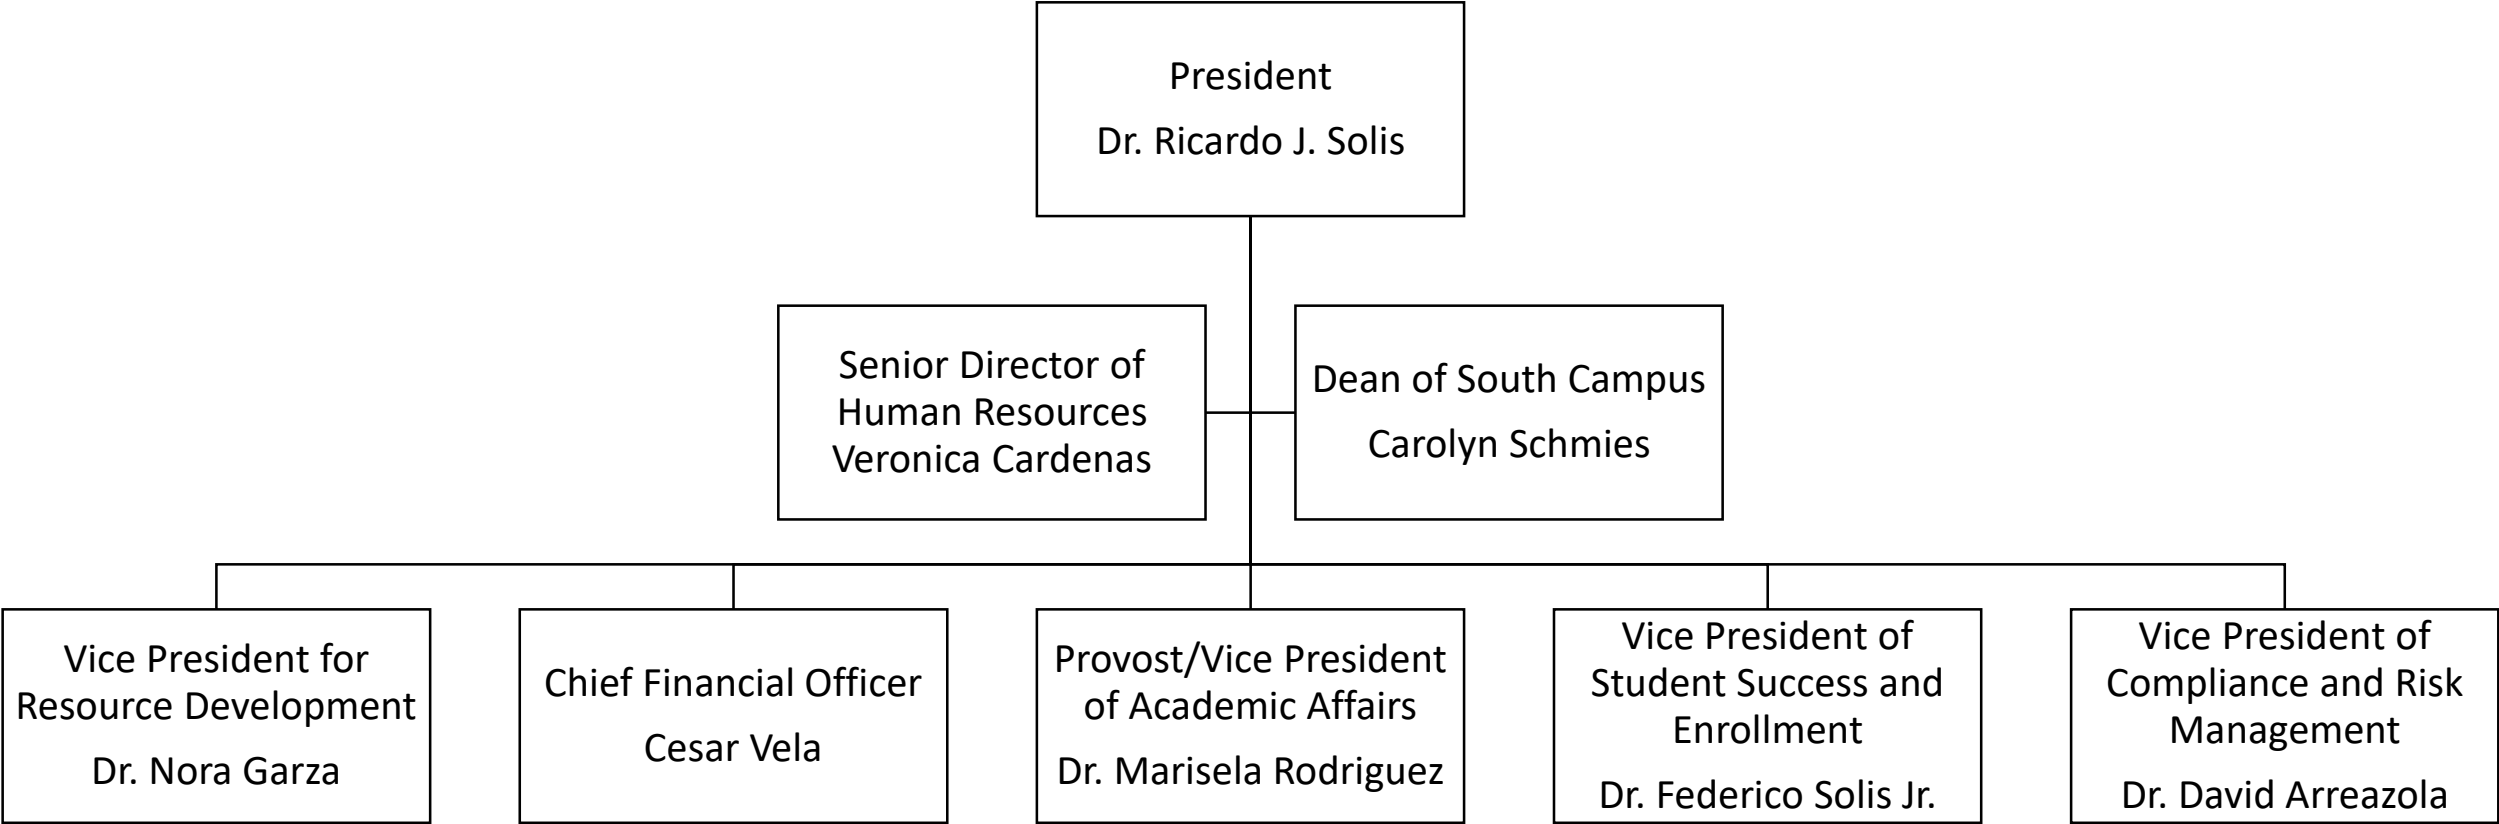 President
Dr. Ricardo J. Solis
Senior Director of
Human Resources
Veronica Cardenas
Dean of South Campus
Carolyn Schmies
Vice President for
Resource Development
Dr. Nora Garza
Chief Financial Officer
Cesar Vela
Provost/Vice President
of Academic Affairs
Dr. Marisela Rodriguez
Vice President of
Student Success and
Enrollment
Dr. Federico Solis Jr.
Vice President of
Compliance and Risk
Management
Dr. David Arreazola